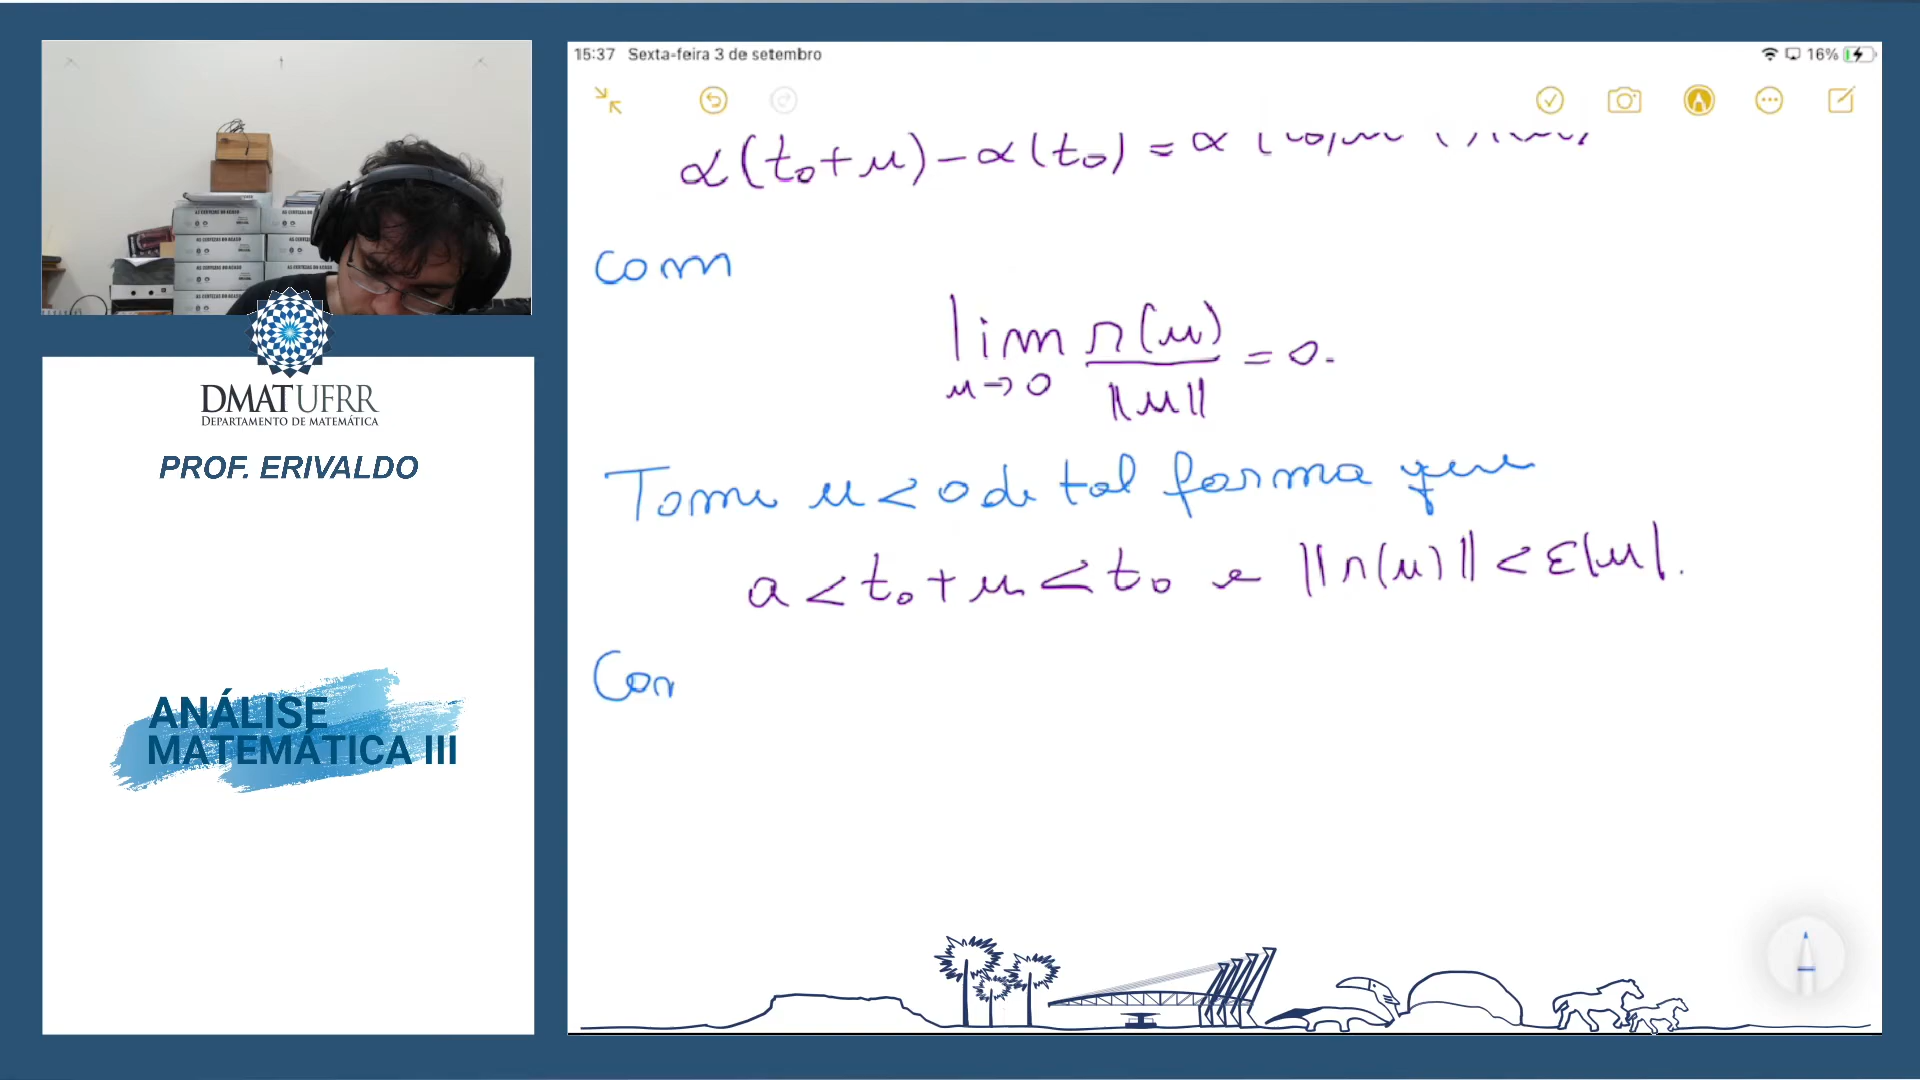 15:37 Sexta-feira 3 de setembro
16%
α(t₀+u)-α(t₀) = α
com
lim r(u)/||u|| = 0.
u→0
Tome u < 0 de tal forma que
a < t₀ + u < t₀ e ||r(u)|| < ε|u|.
Com
DMATUFRR
DEPARTAMENTO DE MATEMÁTICA
PROF. ERIVALDO
ANÁLISE
MATEMÁTICA III